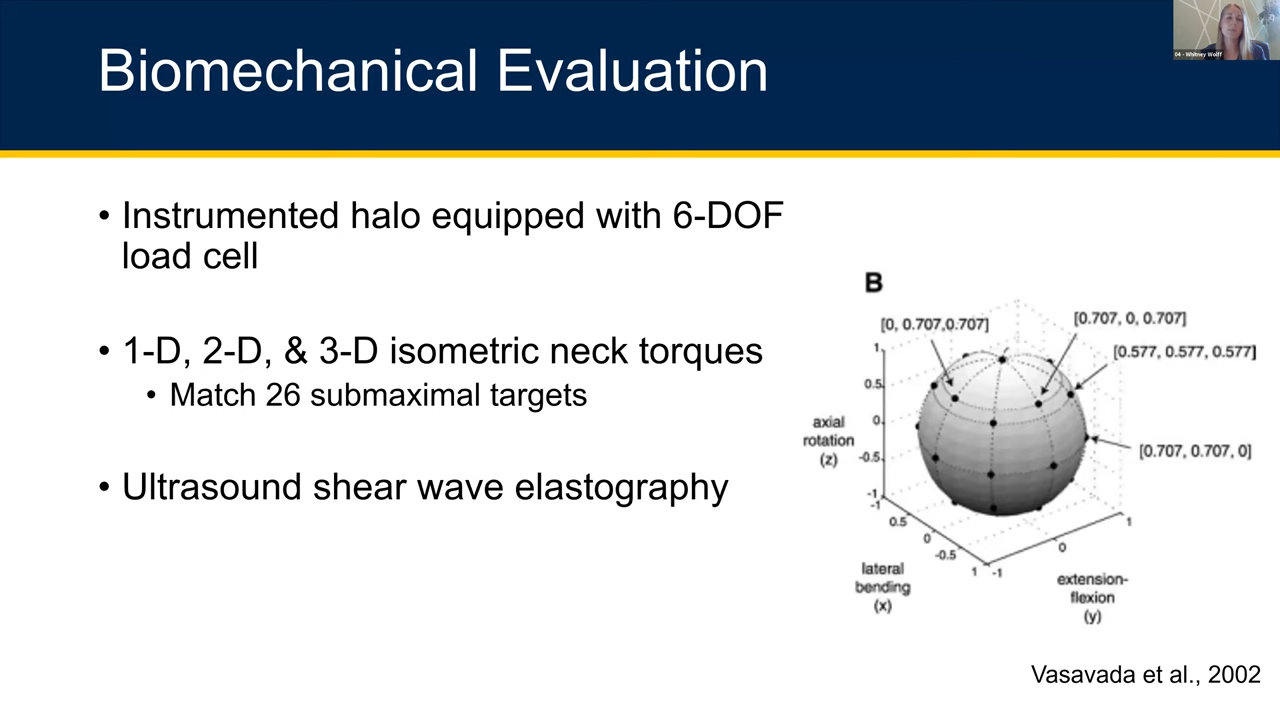 Biomechanical Evaluation
04 - Whitney Wolff
• Instrumented halo equipped with 6-DOF
load cell
• 1-D, 2-D, & 3-D isometric neck torques
• Match 26 submaximal targets
• Ultrasound shear wave elastography
B
[0, 0.707,0.707]
[0.707, 0, 0.707]
[0.577, 0.577, 0.577]
[0.707, 0.707, 0]
axial
rotation
(z)
1
0.5
0
-0.5
-1
-1
0.5
0
-0.5
1
lateral
bending
(x)
-1
0
1
extension-
flexion
(y)
Vasavada et al., 2002